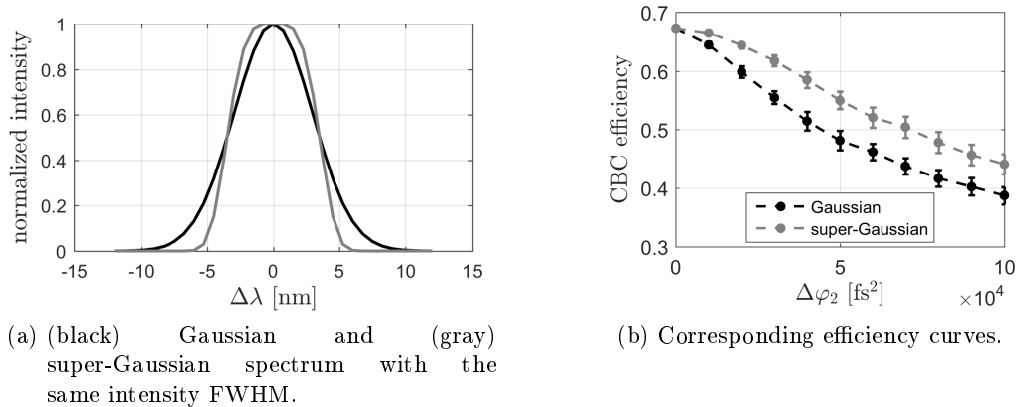 normalized intensity
1
0.8
0.6
0.4
0.2
0
-15
-10
-5
0
5
10
15
Δλ [nm]
(a) (black) Gaussian and (gray)
super-Gaussian spectrum with the
same intensity FWHM.
CBC efficiency
0.7
0.6
0.5
0.4
0.3
Gaussian
super-Gaussian
0
5
10
Δφ₂ [fs²]
×10⁴
(b) Corresponding efficiency curves.